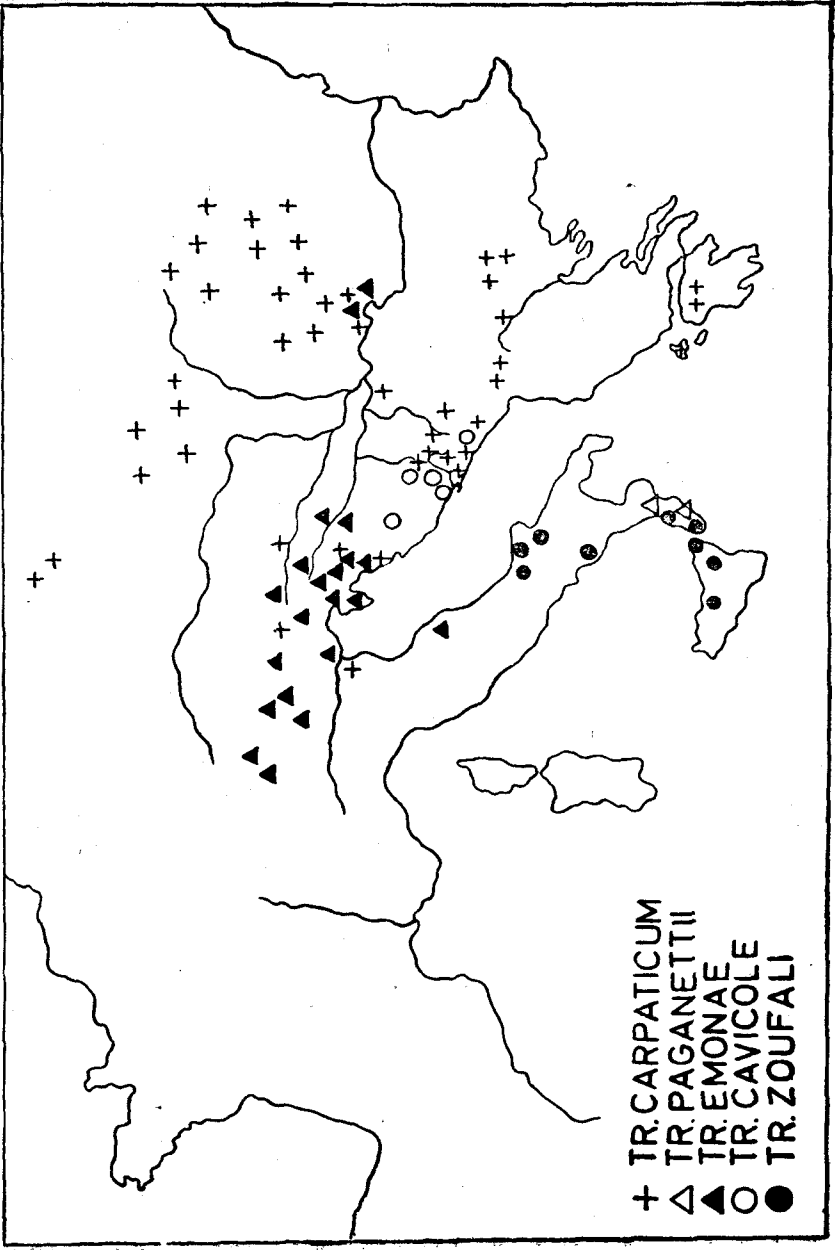 + TR. CARPATICUM
△ TR. PAGANETTII
▲ TR. EMONAE
○ TR. CAVICOLE
● TR. ZOUFALI